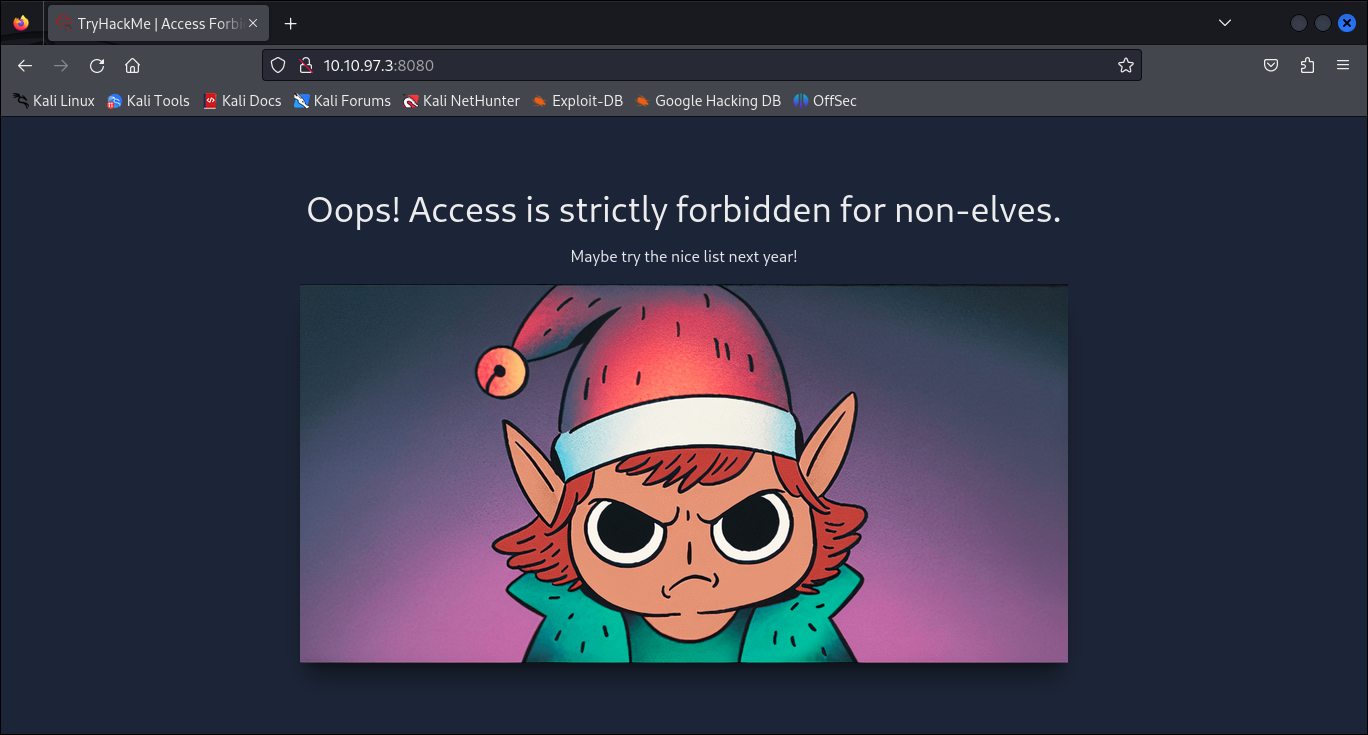 TryHackMe | Access Forbi
10.10.97.3:8080
Kali Linux Kali Tools Kali Docs Kali Forums Kali NetHunter Exploit-DB Google Hacking DB OffSec
Oops! Access is strictly forbidden for non-elves.
Maybe try the nice list next year!